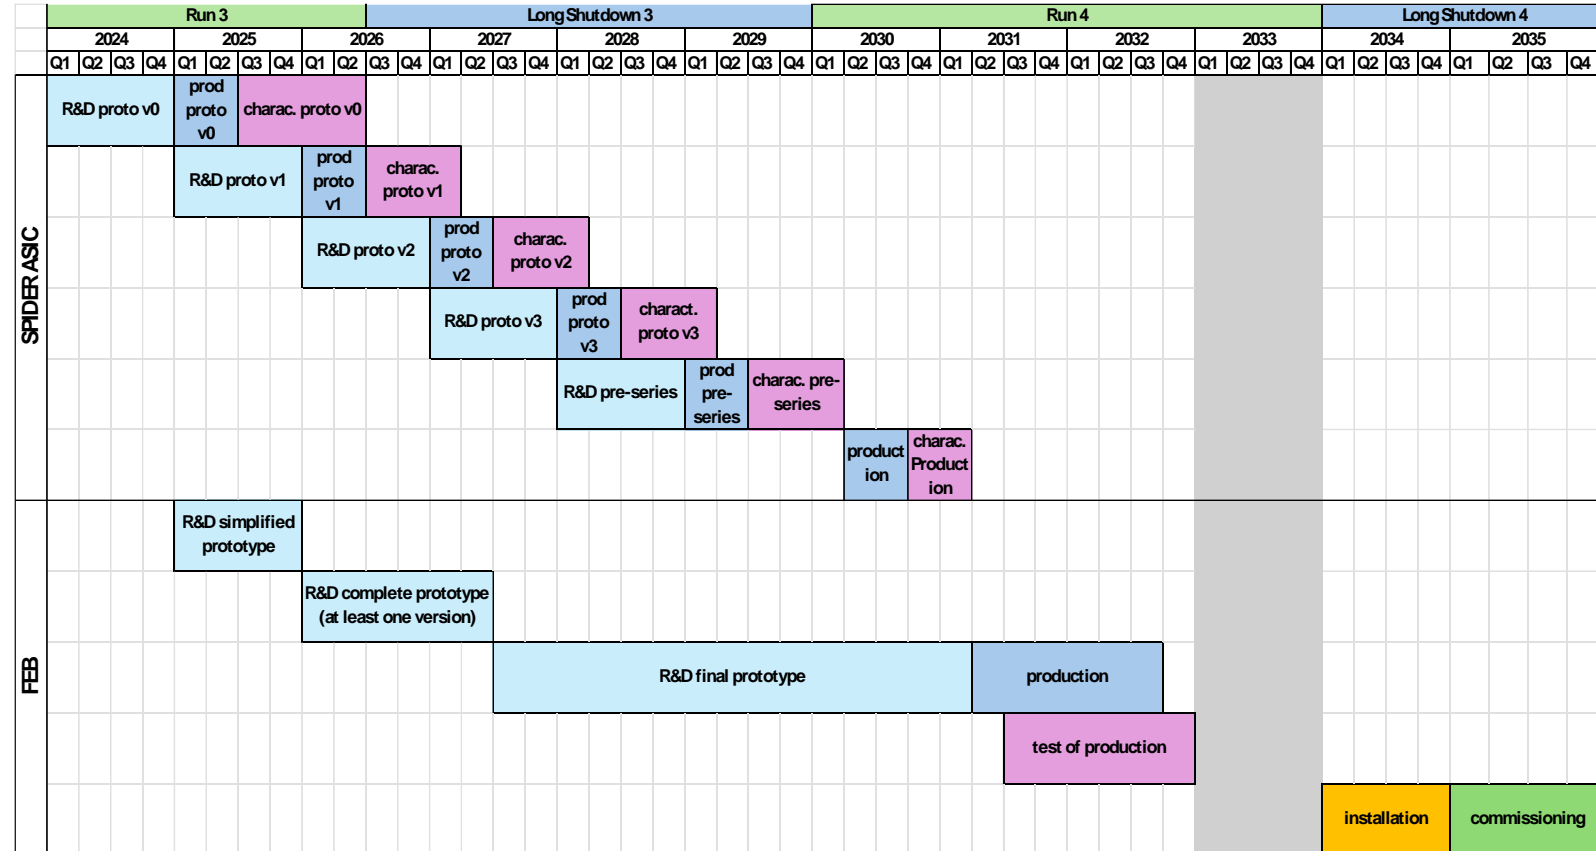 Run 3 Long Shutdown 3 Run 4 Long Shutdown 4
2024 2025 2026 2027 2028 2029 2030 2031 2032 2033 2034 2035
Q1 Q2 Q3 Q4 Q1 Q2 Q3 Q4 Q1 Q2 Q3 Q4 Q1 Q2 Q3 Q4 Q1 Q2 Q3 Q4 Q1 Q2 Q3 Q4 Q1 Q2 Q3 Q4 Q1 Q2 Q3 Q4 Q1 Q2 Q3 Q4 Q1 Q2 Q3 Q4 Q1 Q2 Q3 Q4 Q1 Q2 Q3 Q4
SPIDER ASIC
R&D proto v0
prod
proto
v0
charac. proto v0
R&D proto v1
prod
proto
v1
charac.
proto v1
R&D proto v2
prod
proto
v2
charac.
proto v2
R&D proto v3
prod
proto
v3
charact.
proto v3
R&D pre-series
prod
pre-
series
charac. pre-
series
product
ion
charac.
Product
ion
FEB
R&D simplified
prototype
R&D complete prototype
(at least one version)
R&D final prototype
production
test of production
installation
commissioning